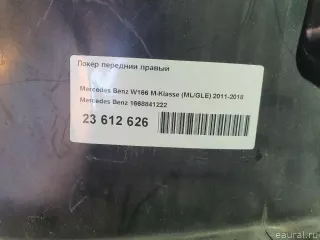 Локер передний правый
Mercedes Benz W166 M-Klasse (ML/GLE) 2011-2018
Mercedes Benz 1668841222
23 612 626
eaural.ru